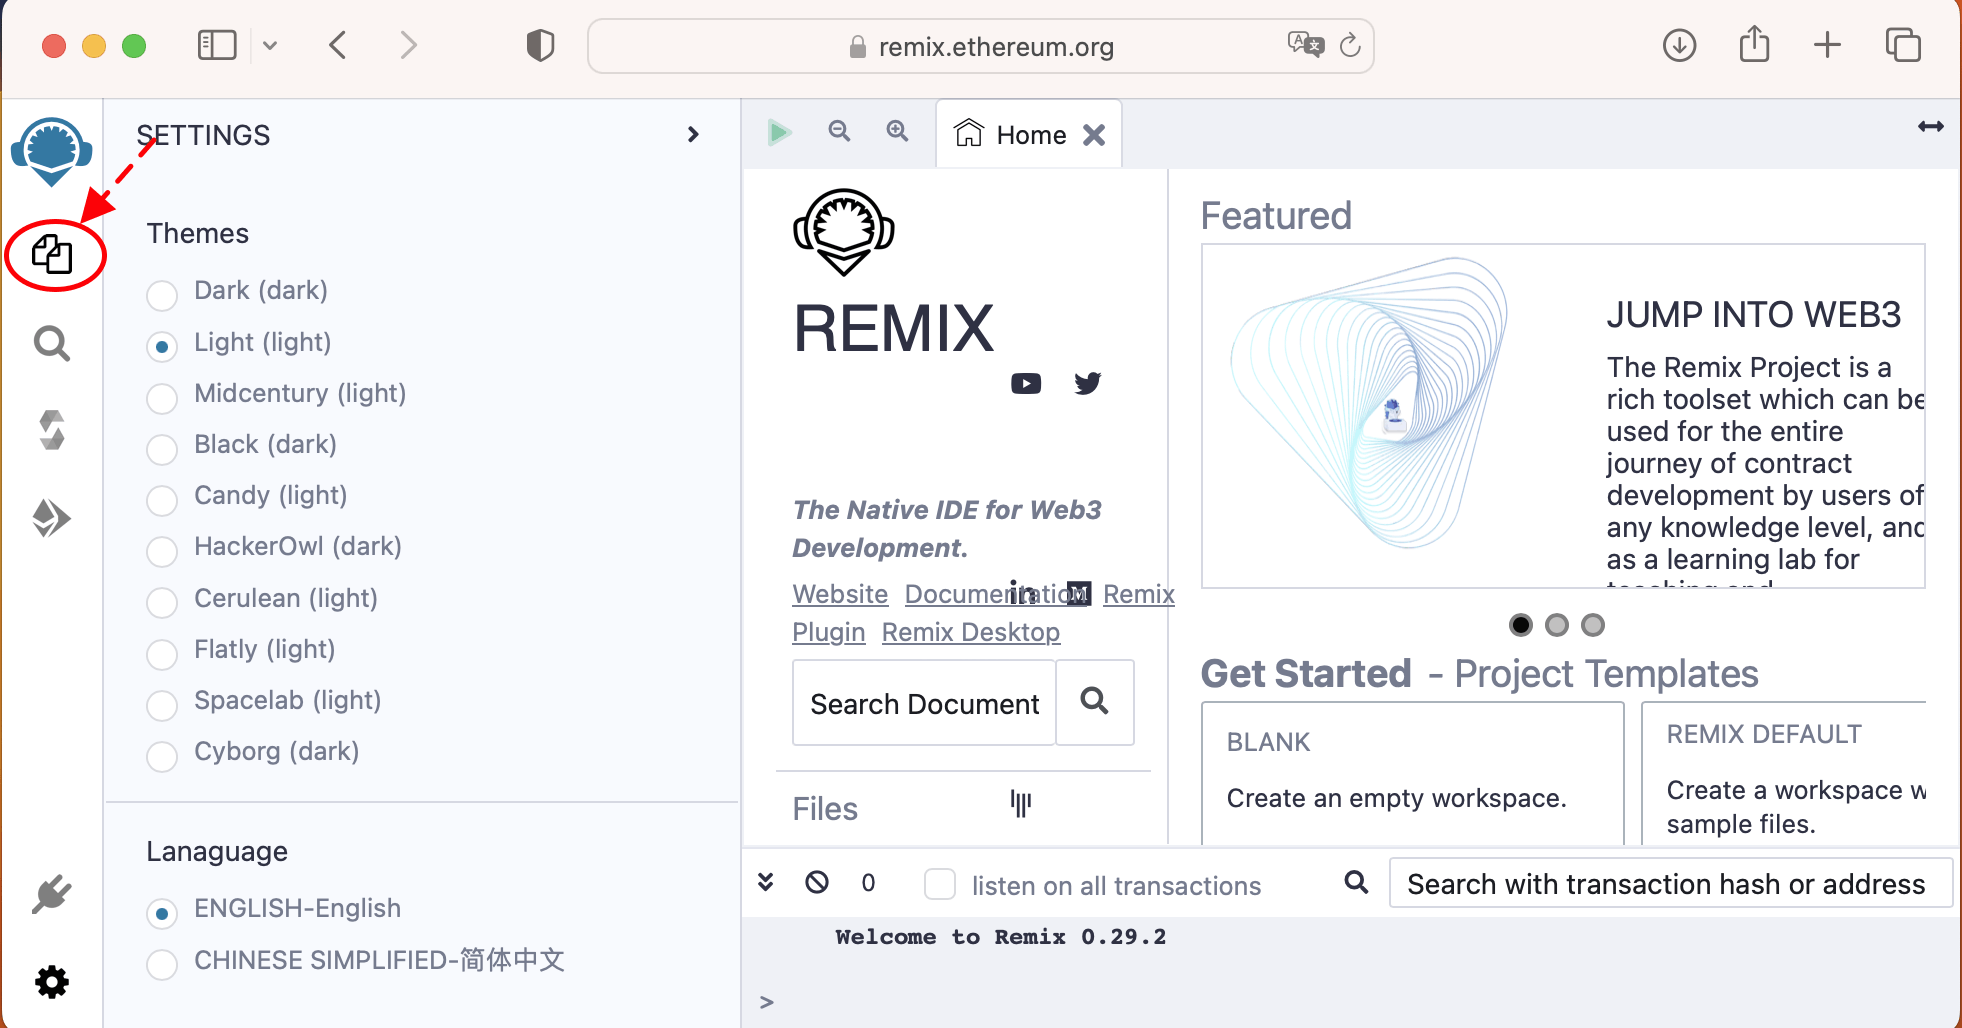 remix.ethereum.org
SETTINGS
Themes
Dark (dark)
Light (light)
Midcentury (light)
Black (dark)
Candy (light)
HackerOwl (dark)
Cerulean (light)
Flatly (light)
Spacelab (light)
Cyborg (dark)
Lanaguage
ENGLISH-English
CHINESE SIMPLIFIED-简体中文
Home
REMIX
The Native IDE for Web3
Development.
Website Documentation Remix
Plugin Remix Desktop
Search Document
Files
Featured
JUMP INTO WEB3
The Remix Project is a
rich toolset which can be
used for the entire
journey of contract
development by users of
any knowledge level, and
as a learning lab for
teaching and
Get Started - Project Templates
BLANK
Create an empty workspace.
REMIX DEFAULT
Create a workspace w
sample files.
0
listen on all transactions
Search with transaction hash or address
Welcome to Remix 0.29.2
>